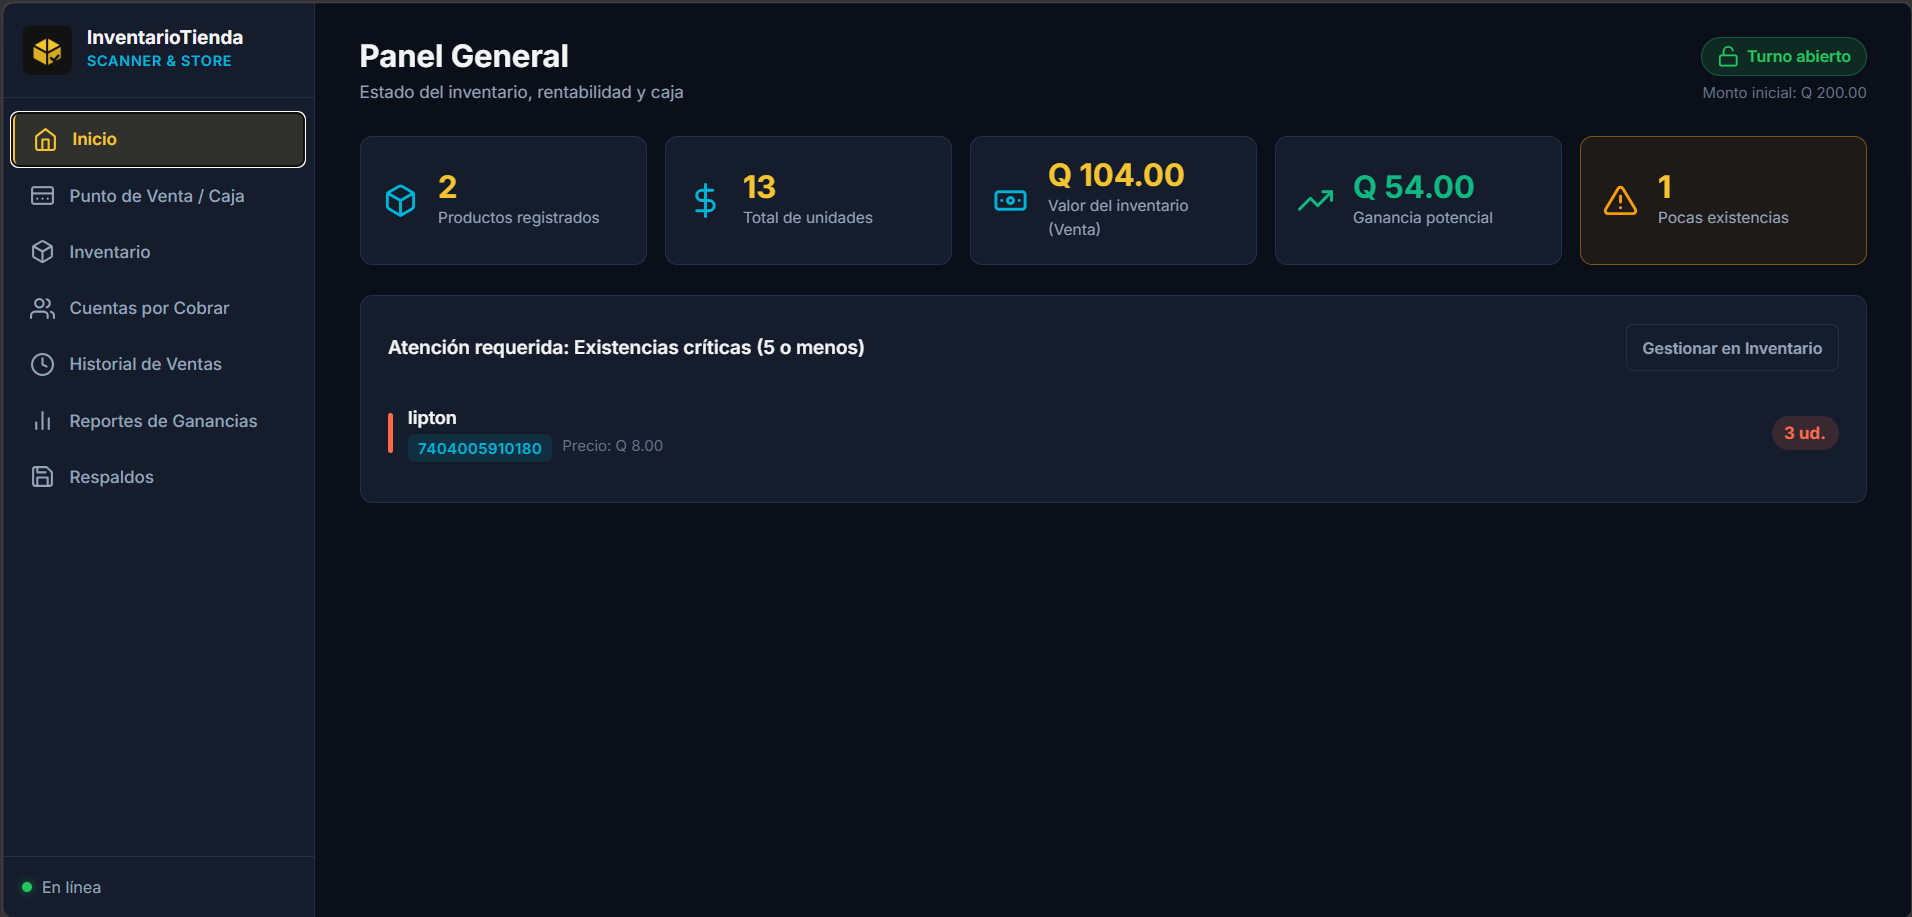 InventarioTienda
SCANNER & STORE
Inicio
Punto de Venta / Caja
Inventario
Cuentas por Cobrar
Historial de Ventas
Reportes de Ganancias
Respaldos
En línea
Panel General
Estado del inventario, rentabilidad y caja
Turno abierto
Monto inicial: Q 200.00
2
Productos registrados
13
Total de unidades
Q 104.00
Valor del inventario
(Venta)
Q 54.00
Ganancia potencial
1
Pocas existencias
Atención requerida: Existencias críticas (5 o menos)
Gestionar en Inventario
lipton
7404005910180 Precio: Q 8.00
3 ud.